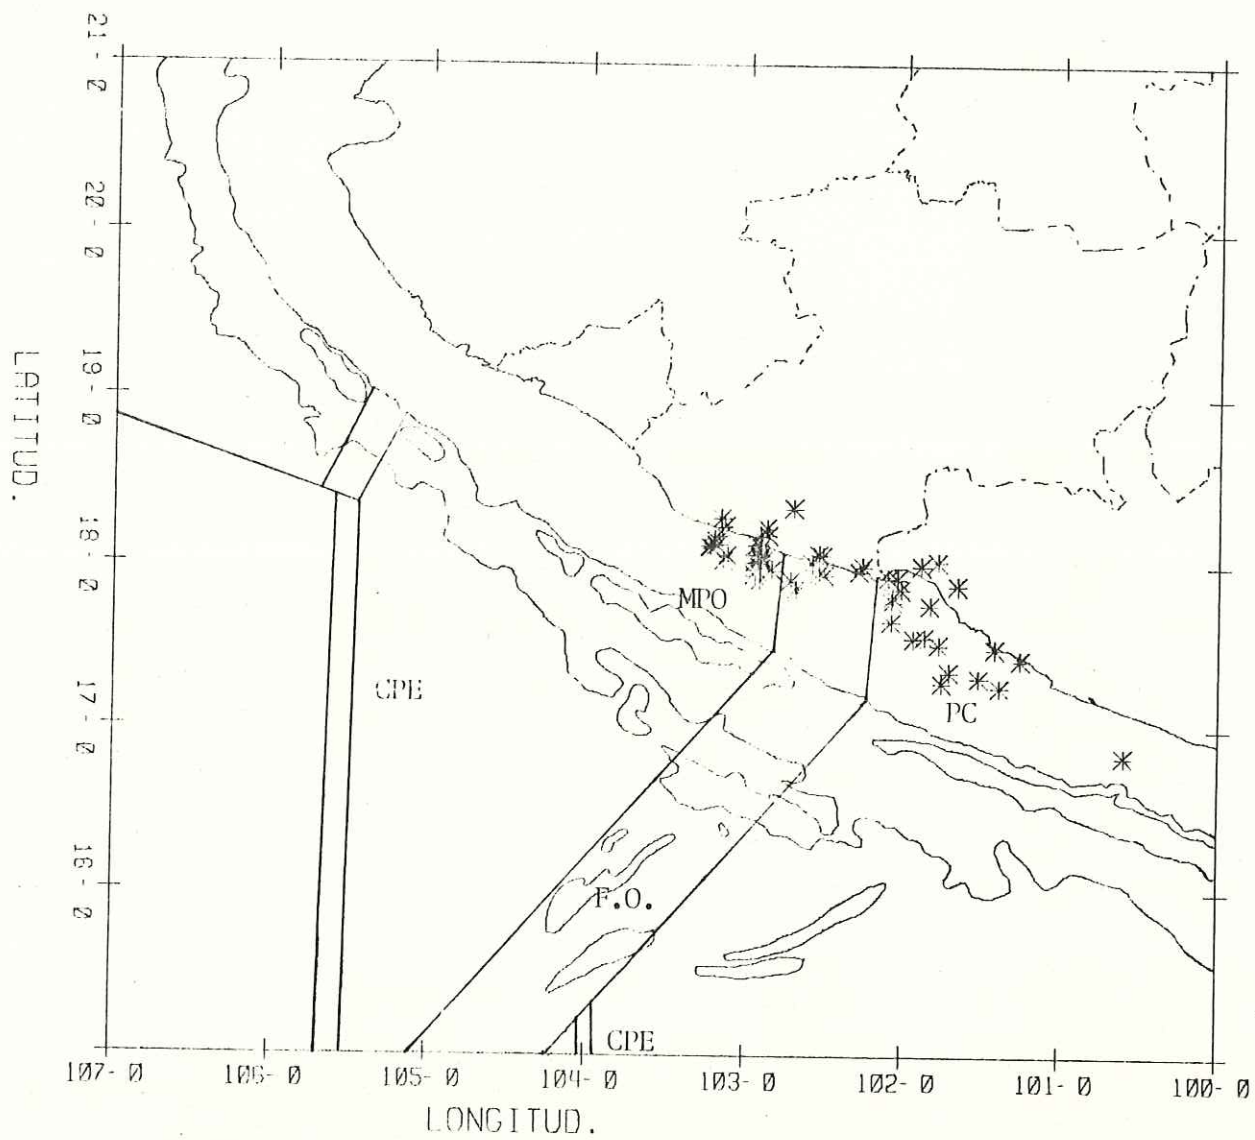 21- 0
20- 0
19- 0
18- 0
17- 0
16- 0
LATITUD.
MPO
CPE
PC
F.O.
CPE
107- 0
106- 0
105- 0
104- 0
103- 0
102- 0
101- 0
100- 0
LONGITUD.